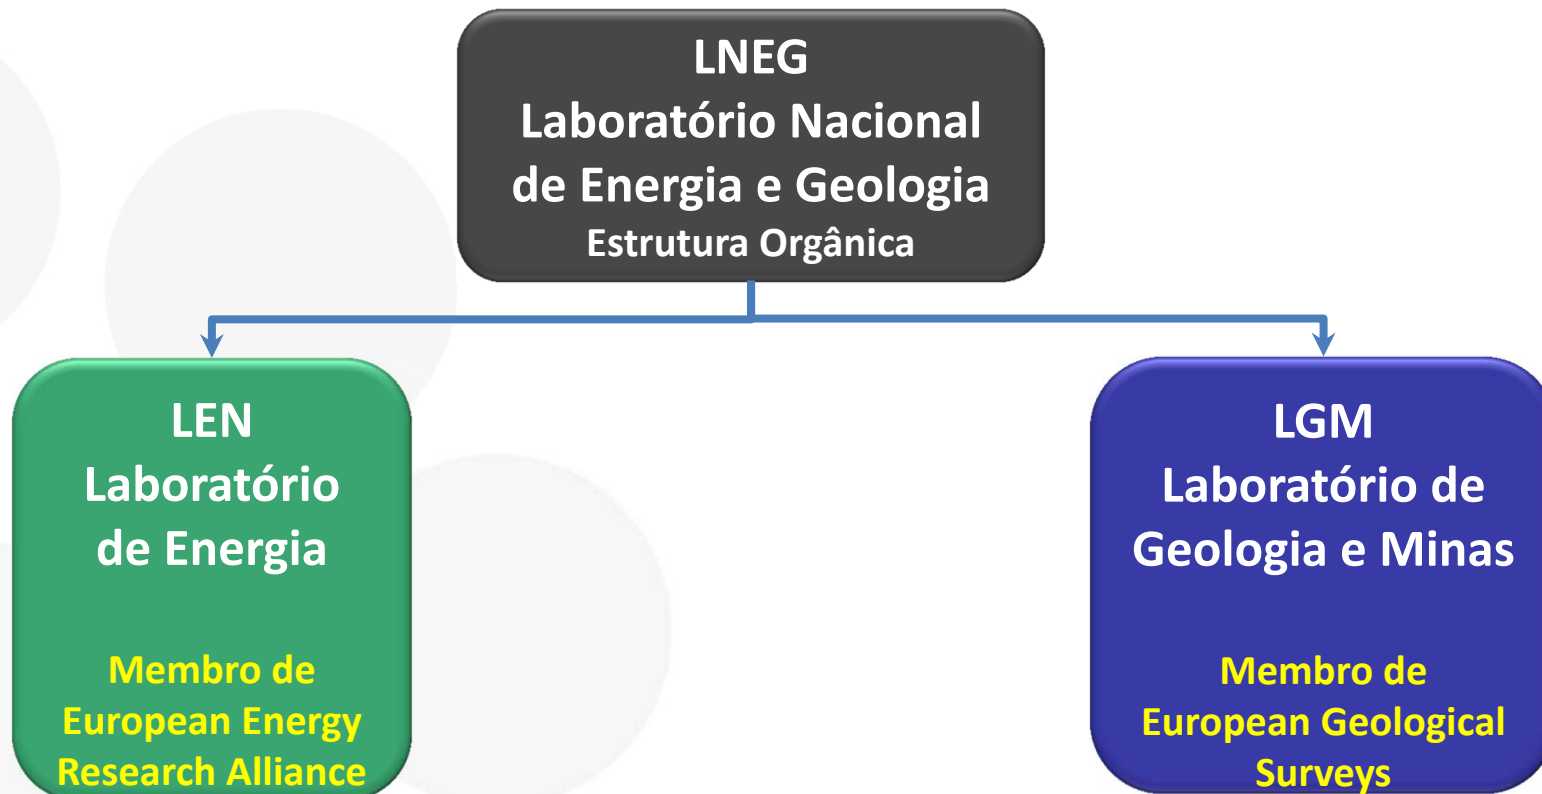 LNEG
Laboratório Nacional
de Energia e Geologia
Estrutura Orgânica
LEN
Laboratório
de Energia
Membro de
European Energy
Research Alliance
LGM
Laboratório de
Geologia e Minas
Membro de
European Geological
Surveys